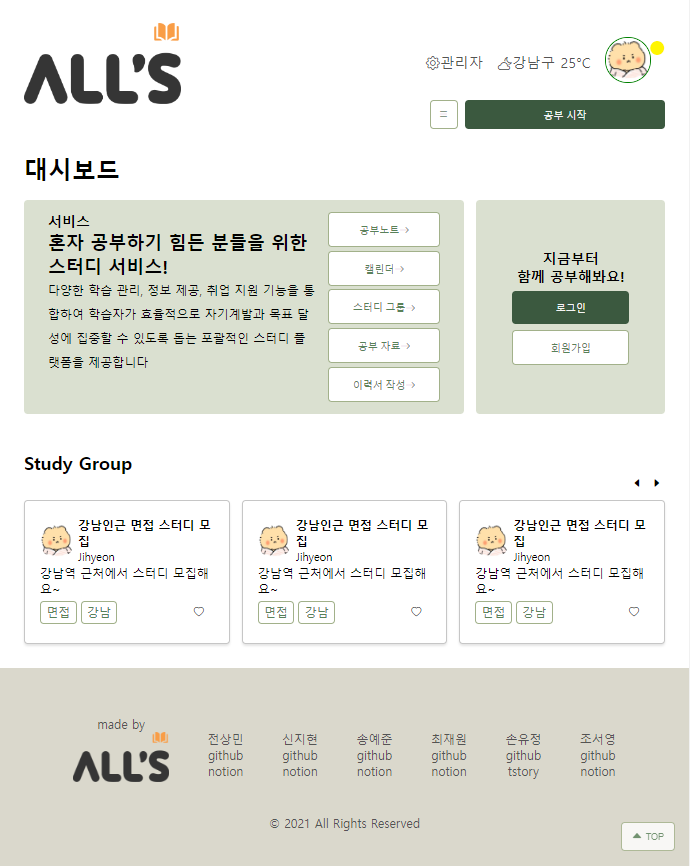 ALL'S
관리자 강남구 25°C
= 공부 시작
대시보드
서비스
혼자 공부하기 힘든 분들을 위한
스터디 서비스!
다양한 학습 관리, 정보 제공, 취업 지원 기능을 통
합하여 학습자가 효율적으로 자기계발과 목표 달
성에 집중할 수 있도록 돕는 포괄적인 스터디 플
랫폼을 제공합니다
공부노트 →
캘린더 →
스터디 그룹 →
공부 자료 →
이력서 작성 →
지금부터
함께 공부해봐요!
로그인
회원가입
Study Group
강남인근 면접 스터디 모
집
Jihyeon
강남역 근처에서 스터디 모집해
요~
면접 강남
강남인근 면접 스터디 모
집
Jihyeon
강남역 근처에서 스터디 모집해
요~
면접 강남
강남인근 면접 스터디 모
집
Jihyeon
강남역 근처에서 스터디 모집해
요~
면접 강남
made by
ALL'S
전상민 신지현 송예준 최재원 손유정 조서영
github github github github github github
notion notion notion notion tstory notion
© 2021 All Rights Reserved
TOP